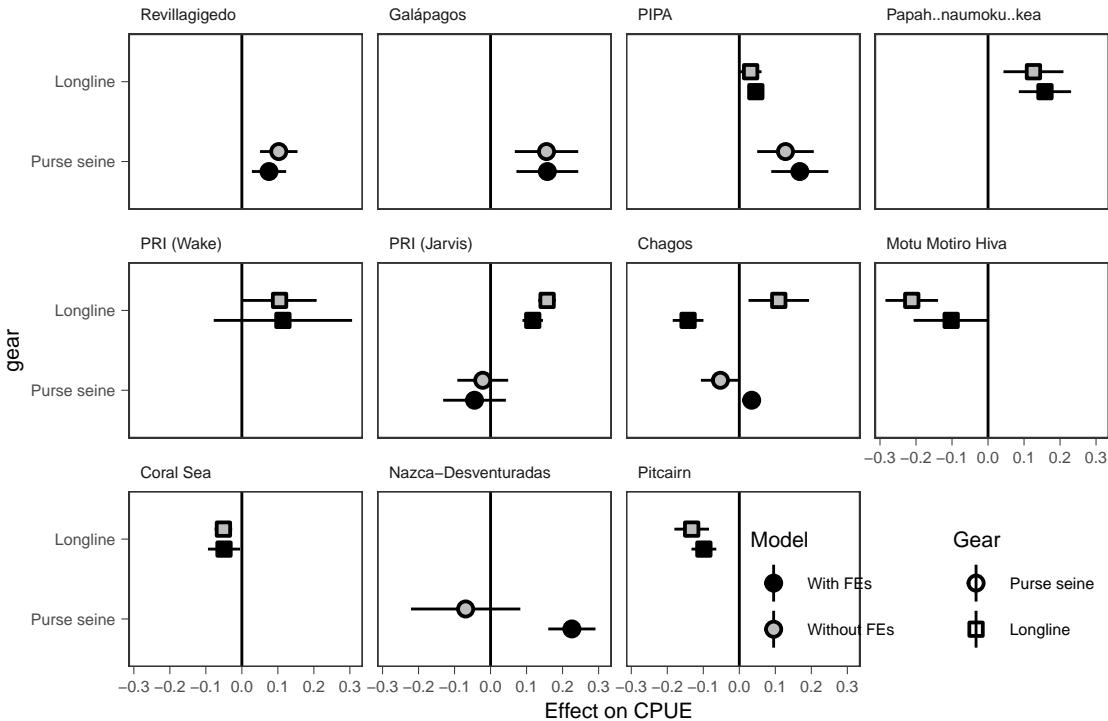 Revillagigedo
Galápagos
PIPA
Papah..naumoku..kea
Longline
Purse seine
PRI (Wake)
PRI (Jarvis)
Chagos
Motu Motiro Hiva
Longline
Purse seine
gear
−0.3 −0.2 −0.1 0.0 0.1 0.2 0.3
Coral Sea
Nazca−Desventuradas
Pitcairn
Longline
Purse seine
Model
With FEs
Without FEs
Gear
Purse seine
Longline
−0.3 −0.2 −0.1 0.0 0.1 0.2 0.3
−0.3 −0.2 −0.1 0.0 0.1 0.2 0.3
−0.3 −0.2 −0.1 0.0 0.1 0.2 0.3
Effect on CPUE